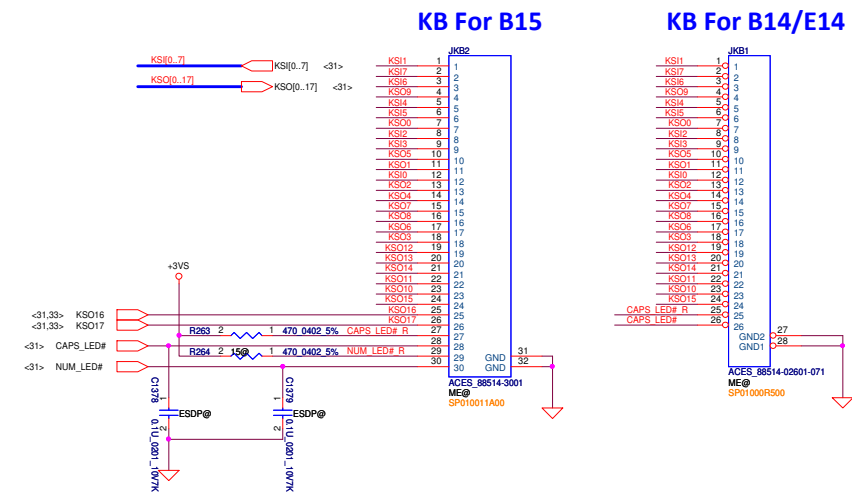 KB For B15
KB For B14/E14
KSI[0..7]
KSI[0..7] <31>
KSO[0..17]
KSO[0..17] <31>
JKB2
KSI1 1 1
KSI7 2 2
KSI6 3 3
KSO9 4 4
KSI4 5 5
KSI5 6 6
KSO0 7 7
KSI2 8 8
KSI3 9 9
KSO5 10 10
KSO1 11 11
KSI0 12 12
KSO2 13 13
KSO4 14 14
KSO7 15 15
KSO8 16 16
KSO6 17 17
KSO3 18 18
KSO12 19 19
KSO13 20 20
KSO14 21 21
KSO11 22 22
KSO10 23 23
KSO15 24 24
KSO16 25 25
KSO17 26 26
CAPS_LED#_R 27 27
28 28
NUM_LED#_R 29 29
30 30
GND 31
GND 32
ACES_88514-3001
ME@
SP010011A00
+3VS
<31,33> KSO16
<31,33> KSO17
R263 2 1 470_0402_5%
<31> CAPS_LED#
R264 2 15@ 1 470_0402_5%
<31> NUM_LED#
C1378 1 2
ESDP@
0.1U_0201_10V7K
C1379 1 2
ESDP@
0.1U_0201_10V7K
JKB1
KSI1 1 1
KSI7 2 2
KSI6 3 3
KSO9 4 4
KSI4 5 5
KSI5 6 6
KSO0 7 7
KSI2 8 8
KSI3 9 9
KSO5 10 10
KSO1 11 11
KSI0 12 12
KSO2 13 13
KSO4 14 14
KSO7 15 15
KSO8 16 16
KSO6 17 17
KSO3 18 18
KSO12 19 19
KSO13 20 20
KSO14 21 21
KSO11 22 22
KSO10 23 23
KSO15 24 24
CAPS_LED#_R 25 25
CAPS_LED# 26 26
GND2 27
GND1 28
ACES_88514-02601-071
ME@
SP01000R500